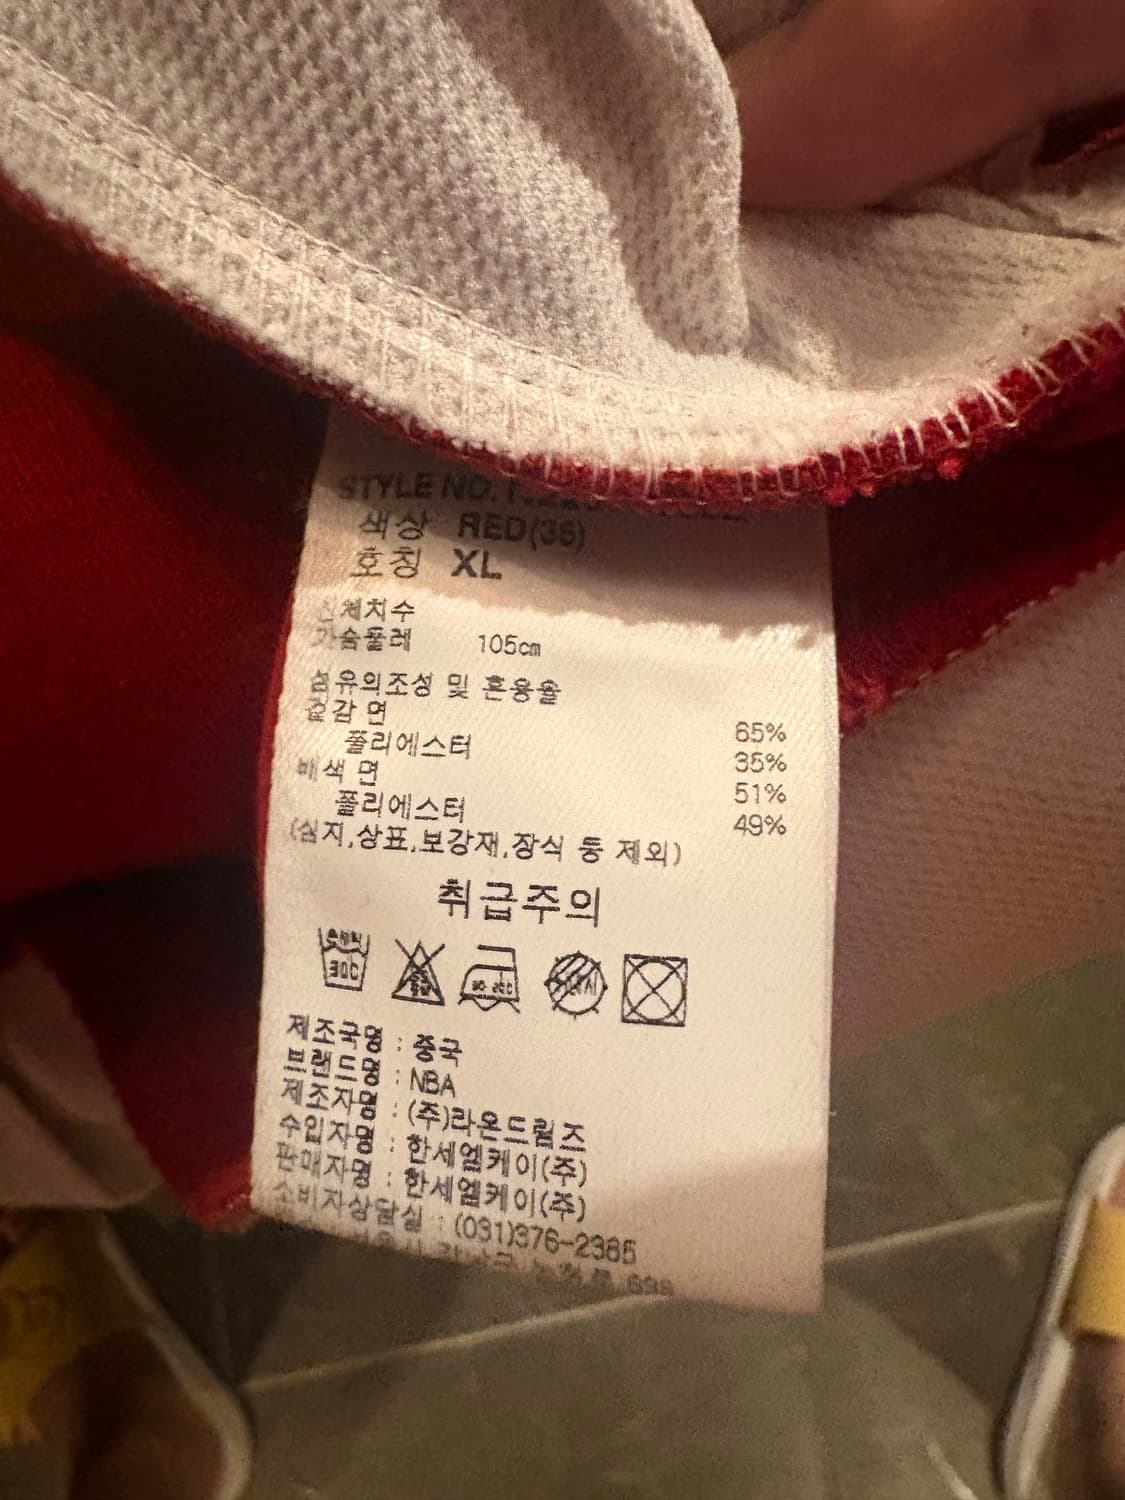 STYLE NO.
색상 RED(36)
호칭 XL
신체치수
가슴둘레 105cm
섬유의조성 및 혼용율
겉감 면 65%
폴리에스터 35%
배색 면 51%
폴리에스터 49%
(심지,상표,보강재,장식 등 제외)
취급주의
30C
제조국명 : 중국
브랜드명 : NBA
제조자명 : (주)라온드림즈
수입자명 : 한세엠케이(주)
판매자명 : 한세엠케이(주)
소비자상담실 : (031)376-2385